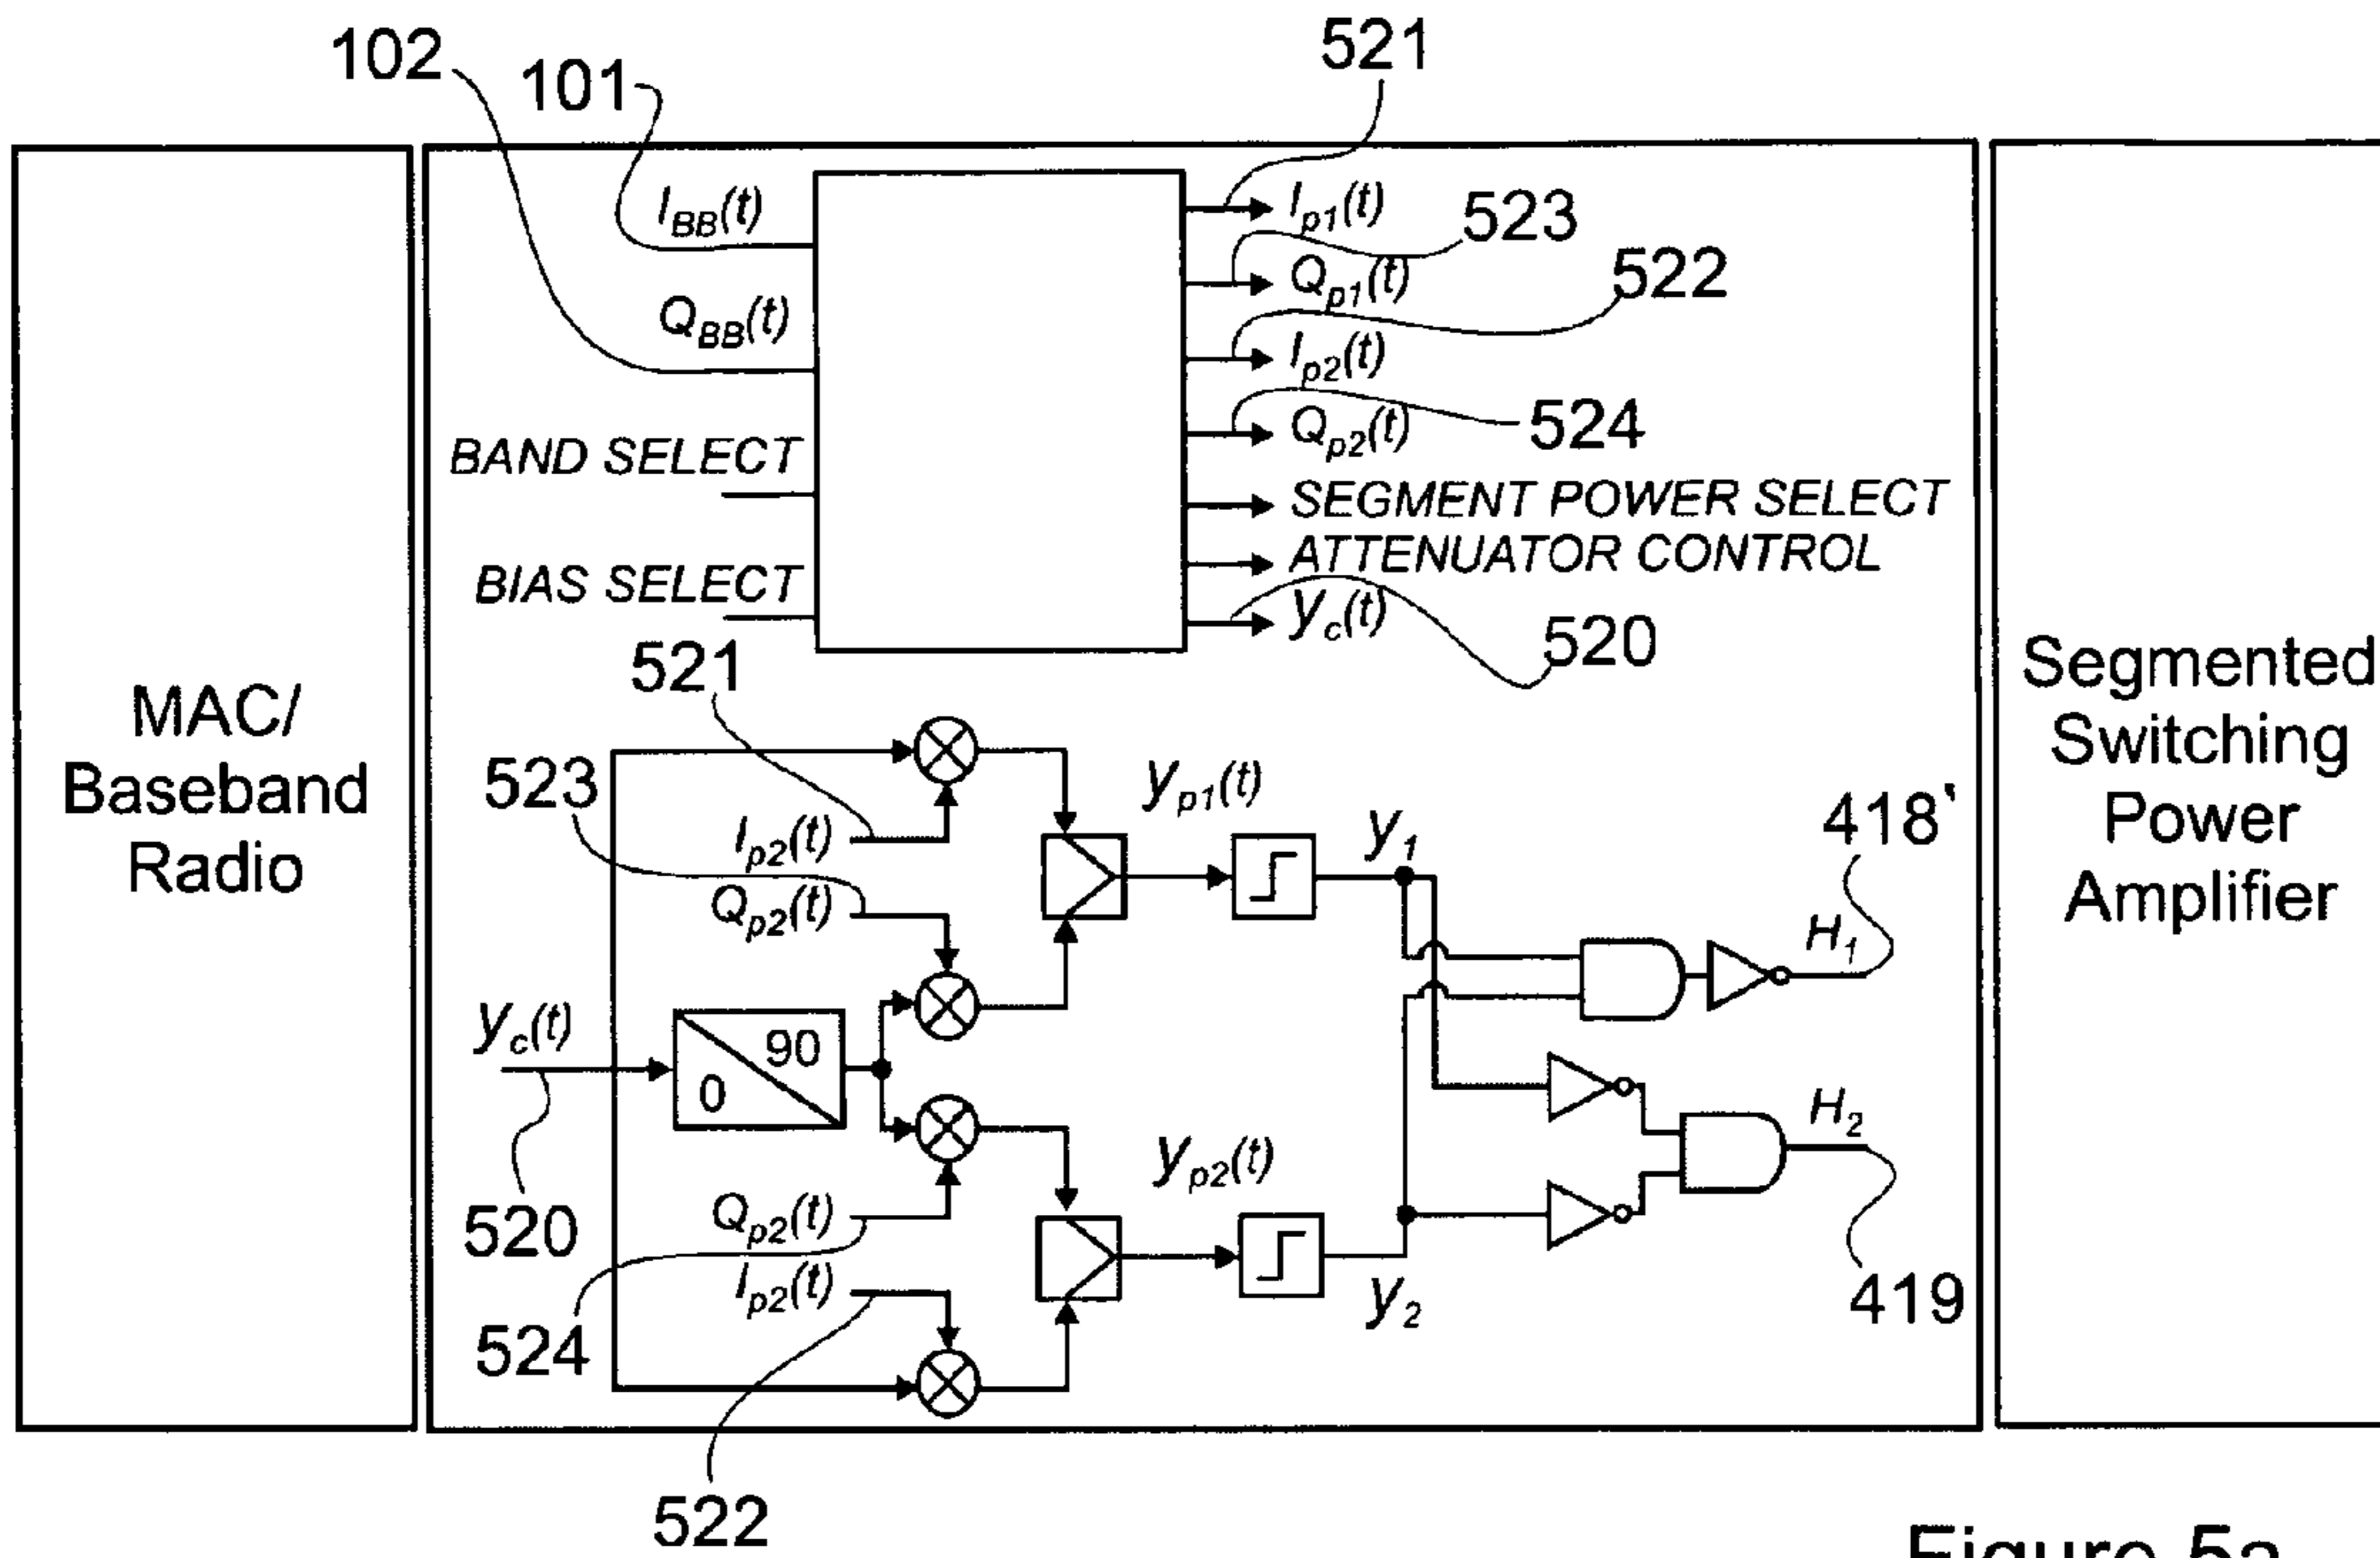 102
101
521
I_BB(t)
I_p1(t)
523
Q_p1(t)
522
Q_BB(t)
I_p2(t)
524
Q_p2(t)
BAND SELECT
SEGMENT POWER SELECT
ATTENUATOR CONTROL
BIAS SELECT
y_c(t)
520
521
MAC/
Baseband
Radio
Segmented
Switching
Power
Amplifier
523
y_p1(t)
I_p2(t)
y_1
418'
Q_p2(t)
H_1
y_c(t)
90
0
H_2
y_p2(t)
Q_p2(t)
520
I_p2(t)
y_2
419
524
522
Figure 5a